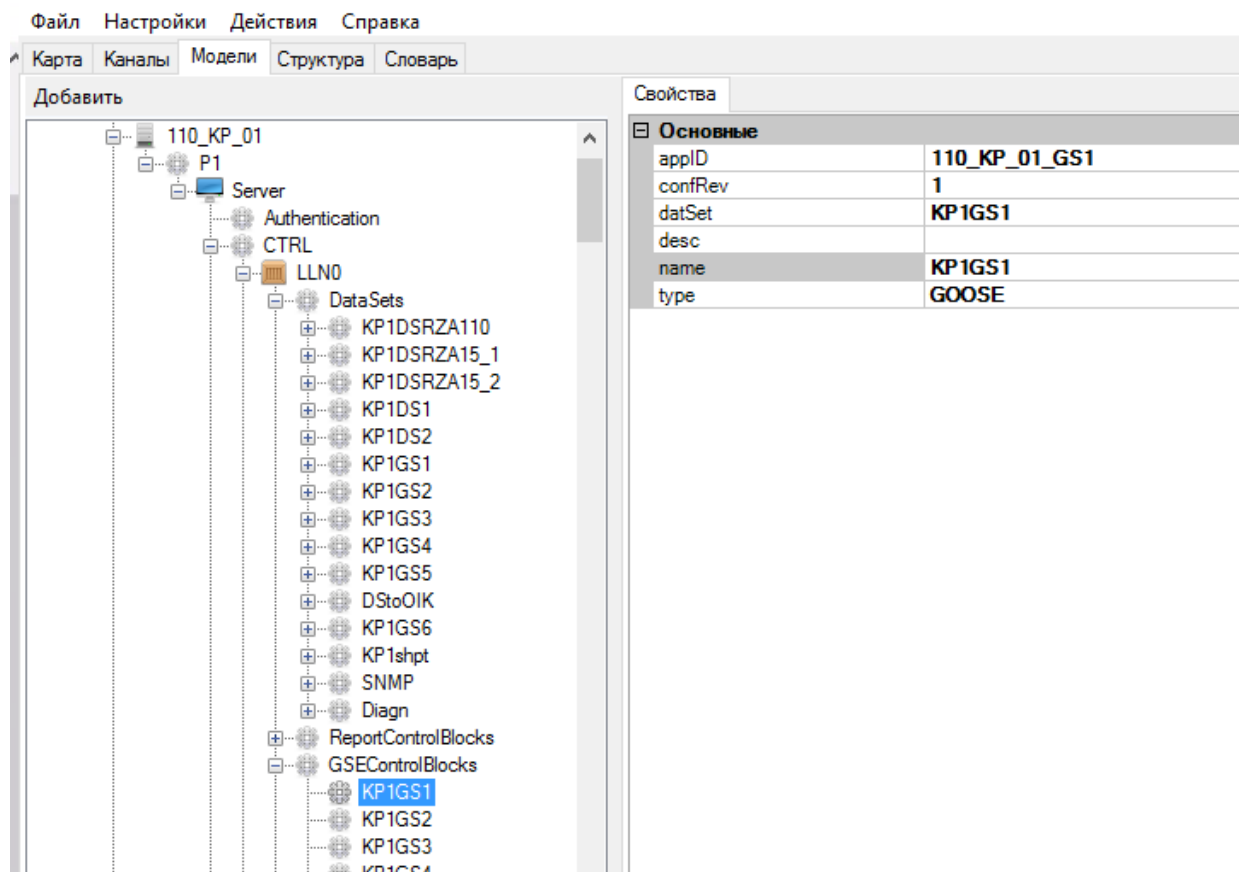 Файл Настройки Действия Справка
Карта Каналы Модели Структура Словарь
Добавить
Свойства
110_KP_01
P1
Server
Authentication
CTRL
LLN0
DataSets
KP1DSRZA110
KP1DSRZA15_1
KP1DSRZA15_2
KP1DS1
KP1DS2
KP1GS1
KP1GS2
KP1GS3
KP1GS4
KP1GS5
DStoOIK
KP1GS6
KP1shpt
SNMP
Diagn
ReportControlBlocks
GSEControlBlocks
KP1GS1
KP1GS2
KP1GS3
KP1GS4
Основные
appID 110_KP_01_GS1
confRev 1
datSet KP1GS1
desc
name KP1GS1
type GOOSE